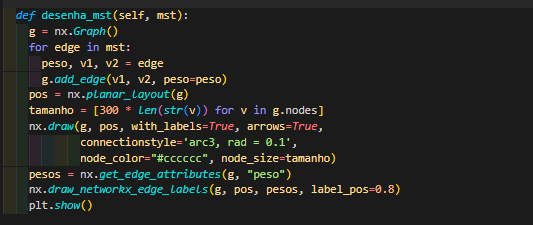 def desenha_mst(self, mst):
g = nx.Graph()
for edge in mst:
peso, v1, v2 = edge
g.add_edge(v1, v2, peso=peso)
pos = nx.planar_layout(g)
tamanho = [300 * len(str(v)) for v in g.nodes]
nx.draw(g, pos, with_labels=True, arrows=True,
connectionstyle='arc3, rad = 0.1',
node_color="#cccccc", node_size=tamanho)
pesos = nx.get_edge_attributes(g, "peso")
nx.draw_networkx_edge_labels(g, pos, pesos, label_pos=0.8)
plt.show()